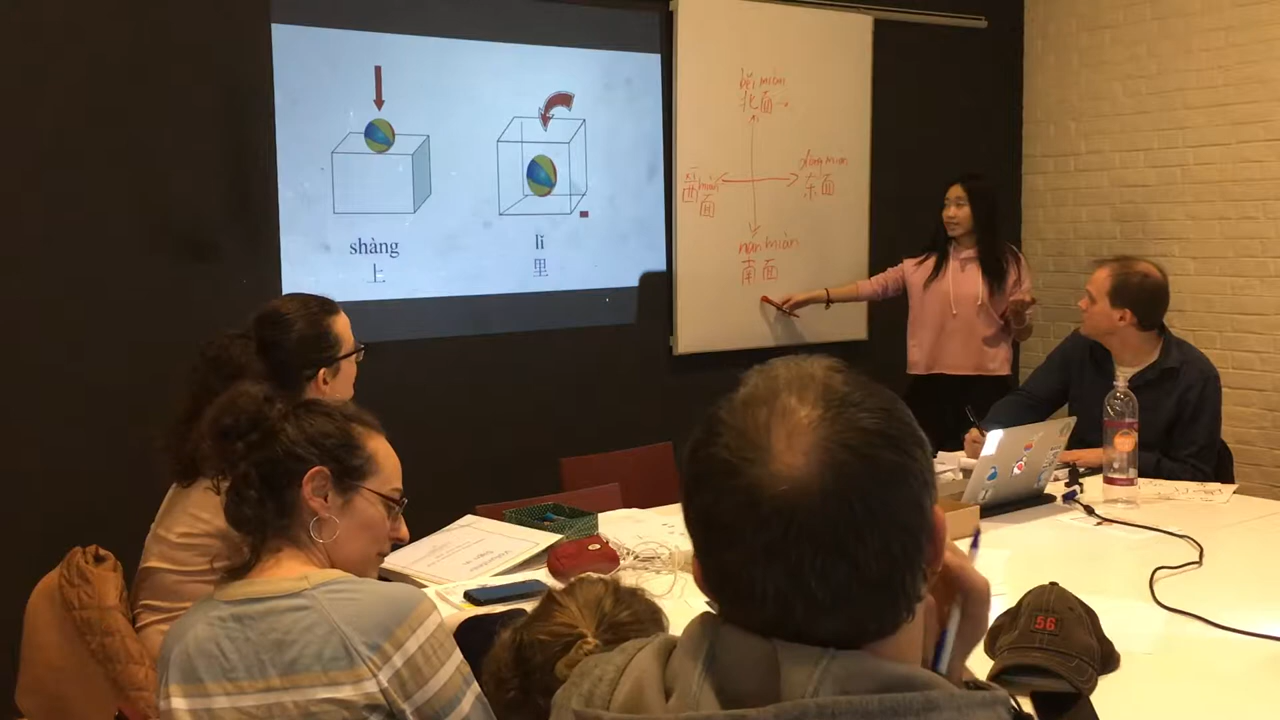 shàng
上
lǐ
里
běi miàn
北面
xī
西
miàn
面
dōng miàn
东面
nán miàn
南面
56